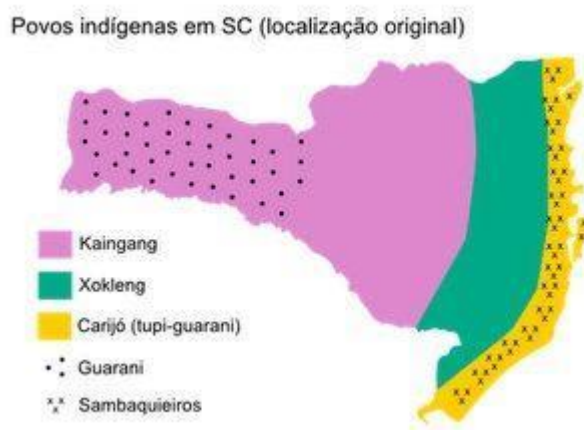 Povos indígenas em SC (localização original)
Kaingang
Xokleng
Carijó (tupi-guarani)
Guarani
Sambaquieiros